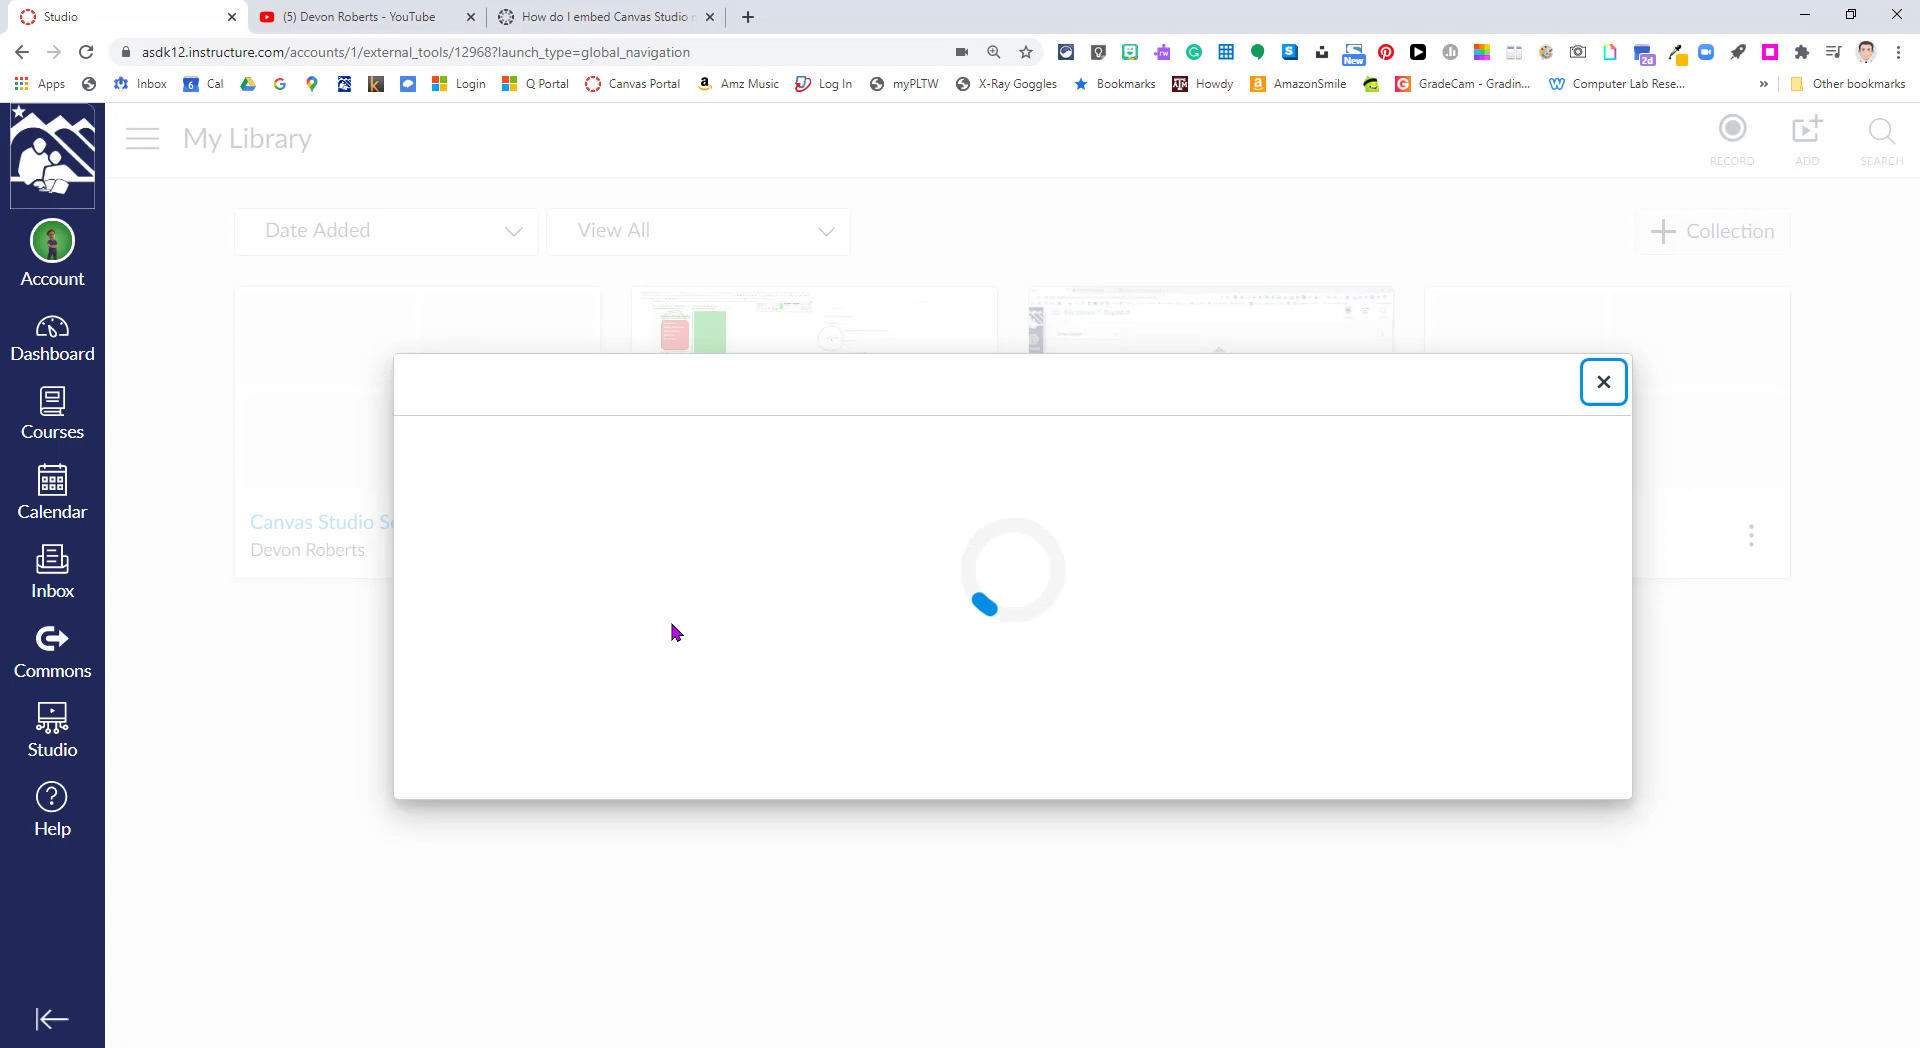 Studio
(5) Devon Roberts - YouTube
How do I embed Canvas Studio
asdk12.instructure.com/accounts/1/external_tools/12968?launch_type=global_navigation
New
2d
Apps
Inbox
6
Cal
Login
Q Portal
Canvas Portal
Amz Music
Log In
myPLTW
X-Ray Goggles
Bookmarks
Howdy
AmazonSmile
GradeCam - Gradin...
Computer Lab Rese...
»
Other bookmarks
My Library
RECORD
ADD
SEARCH
Account
Dashboard
Courses
Calendar
Inbox
Commons
Studio
Help
Date Added
View All
Collection
Canvas Studio
Devon Roberts